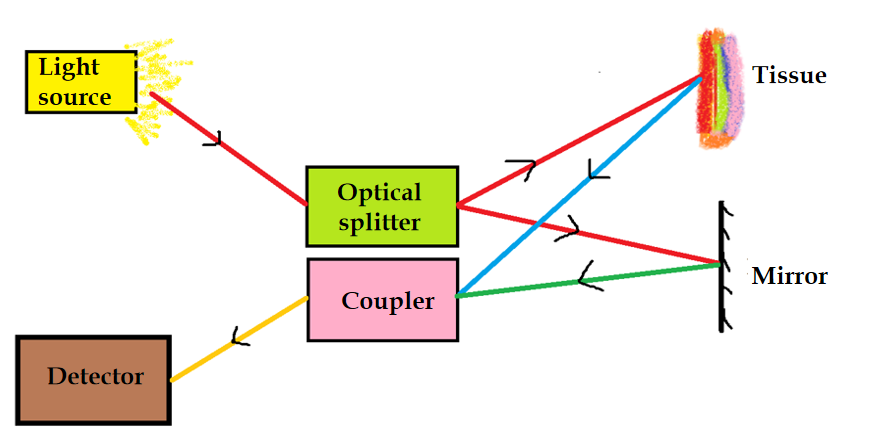 Light
source
Tissue
Optical
splitter
Mirror
Coupler
Detector